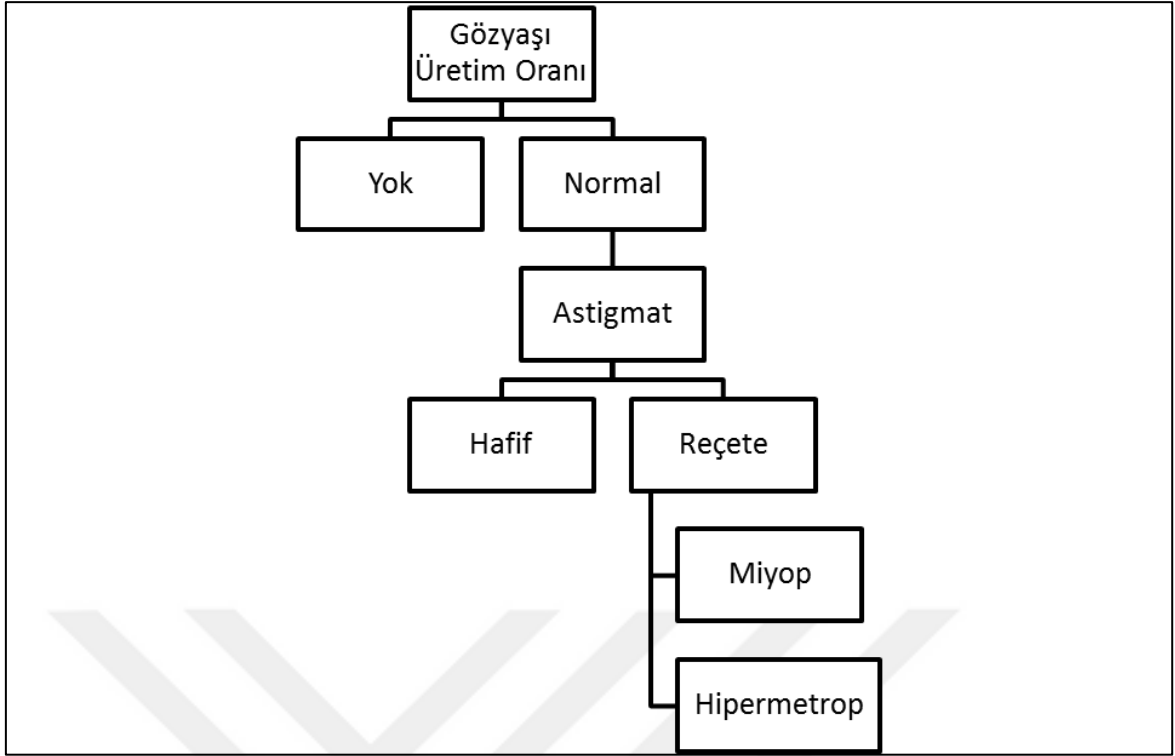 Gözyaşı
Üretim Oranı
Yok
Normal
Astigmat
Hafif
Reçete
Miyop
Hipermetrop